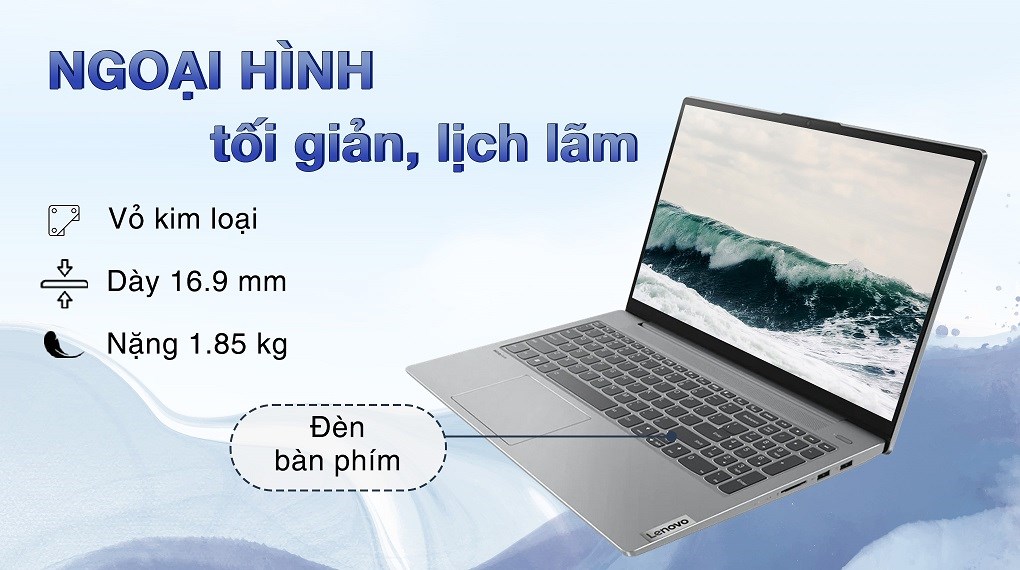 NGOẠI HÌNH
tối giản, lịch lãm
Vỏ kim loại
Dày 16.9 mm
Nặng 1.85 kg
Đèn
bàn phím
Lenovo